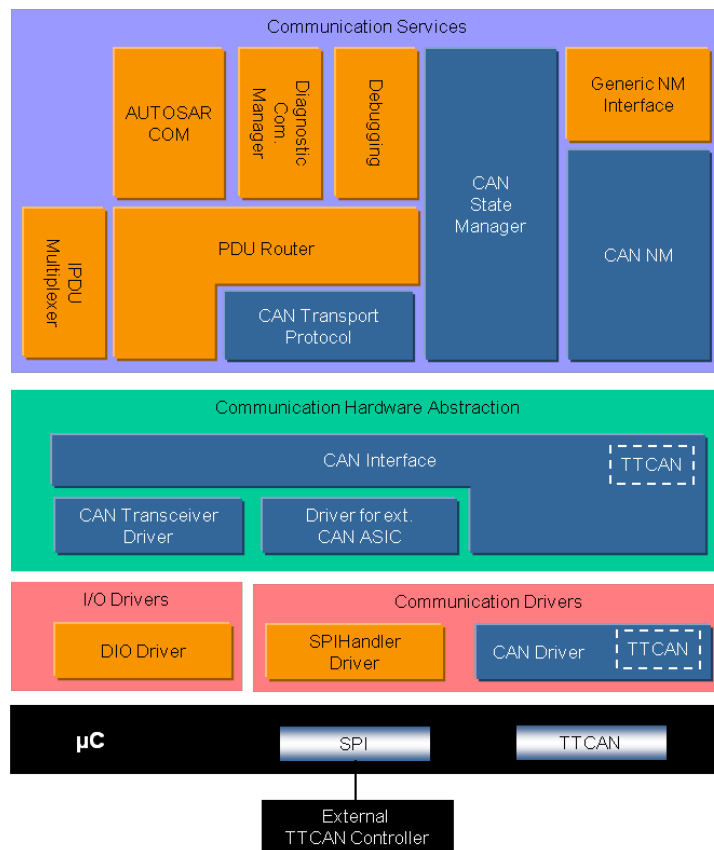 Communication Services
AUTOSAR
COM
Diagnostic
Com.
Manager
Debugging
CAN
State
Manager
Generic NM
Interface
CAN NM
IPDU
Multiplexer
PDU Router
CAN Transport
Protocol
Communication Hardware Abstraction
CAN Interface
TTCAN
CAN Transceiver
Driver
Driver for ext.
CAN ASIC
I/O Drivers
DIO Driver
Communication Drivers
SPIHandler
Driver
CAN Driver
TTCAN
µC
SPI
TTCAN
External
TTCAN Controller